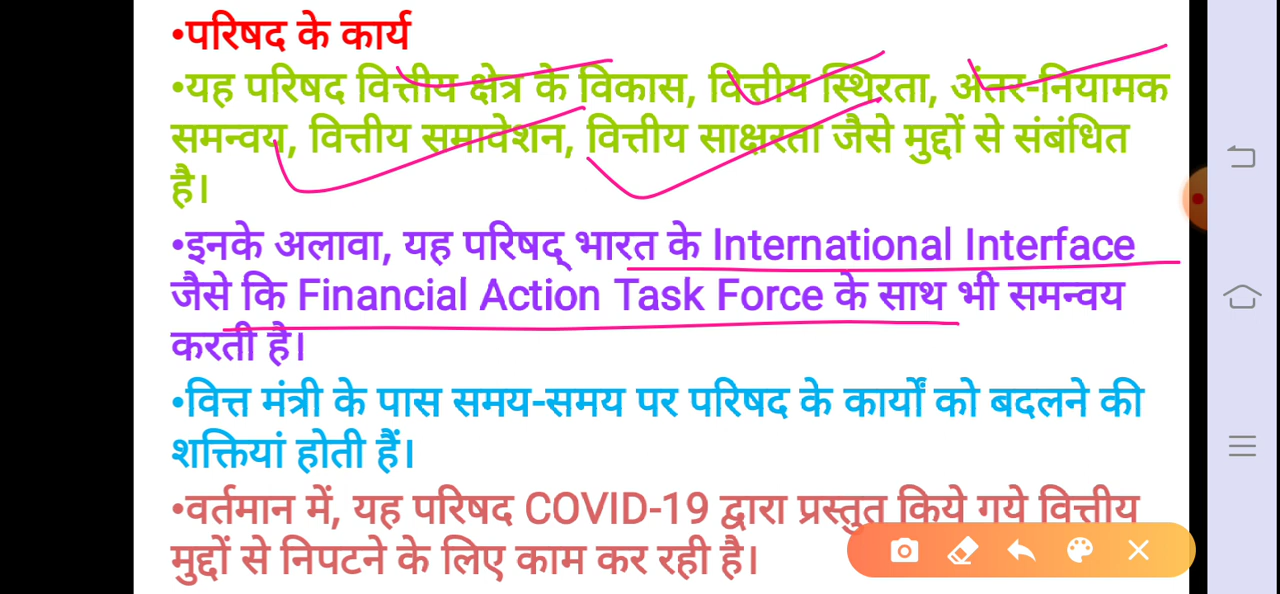 •परिषद के कार्य
•यह परिषद वित्तीय क्षेत्र के विकास, वित्तीय स्थिरता, अंतर-नियामक
समन्वय, वित्तीय समावेशन, वित्तीय साक्षरता जैसे मुद्दों से संबंधित
है।
•इनके अलावा, यह परिषद् भारत के International Interface
जैसे कि Financial Action Task Force के साथ भी समन्वय
करती है।
•वित्त मंत्री के पास समय-समय पर परिषद के कार्यों को बदलने की
शक्तियां होती हैं।
•वर्तमान में, यह परिषद COVID-19 द्वारा प्रस्तुत किये गये वित्तीय
मुद्दों से निपटने के लिए काम कर रही है।